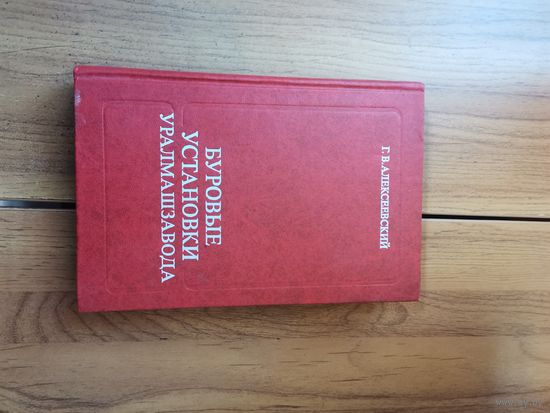 Г. В. АЛЕКСЕЕВСКИЙ
БУРОВЫЕ
УСТАНОВКИ
УРАЛМАШЗАВОДА